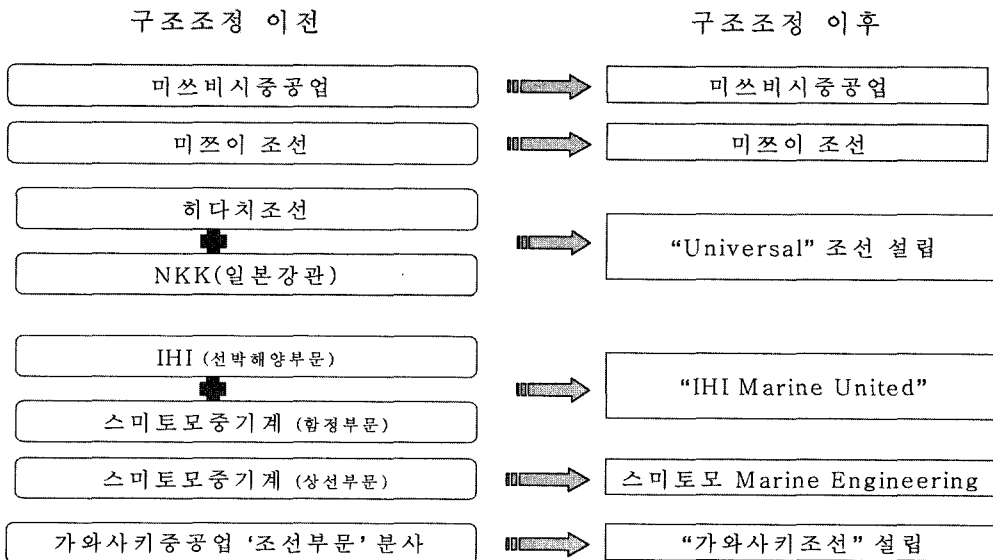 구조조정 이전
구조조정 이후
미쓰비시중공업
미쓰비시중공업
미쯔이 조선
미쯔이 조선
히다치조선
NKK(일본강관)
“Universal” 조선 설립
IHI (선박해양부문)
스미토모중기계 (함정부문)
“IHI Marine United”
스미토모중기계 (상선부문)
스미토모 Marine Engineering
가와사키중공업 ‘조선부문’ 분사
“가와사키조선” 설립